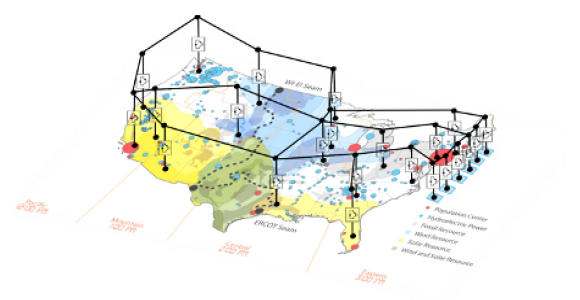 WI-EI Seam
ERCOT Seam
Pacific
Mountain
Central
Eastern
Population Center
Hydroelectric Power
Fossil Resource
Wind Resource
Solar Resource
Wind and Solar Resource